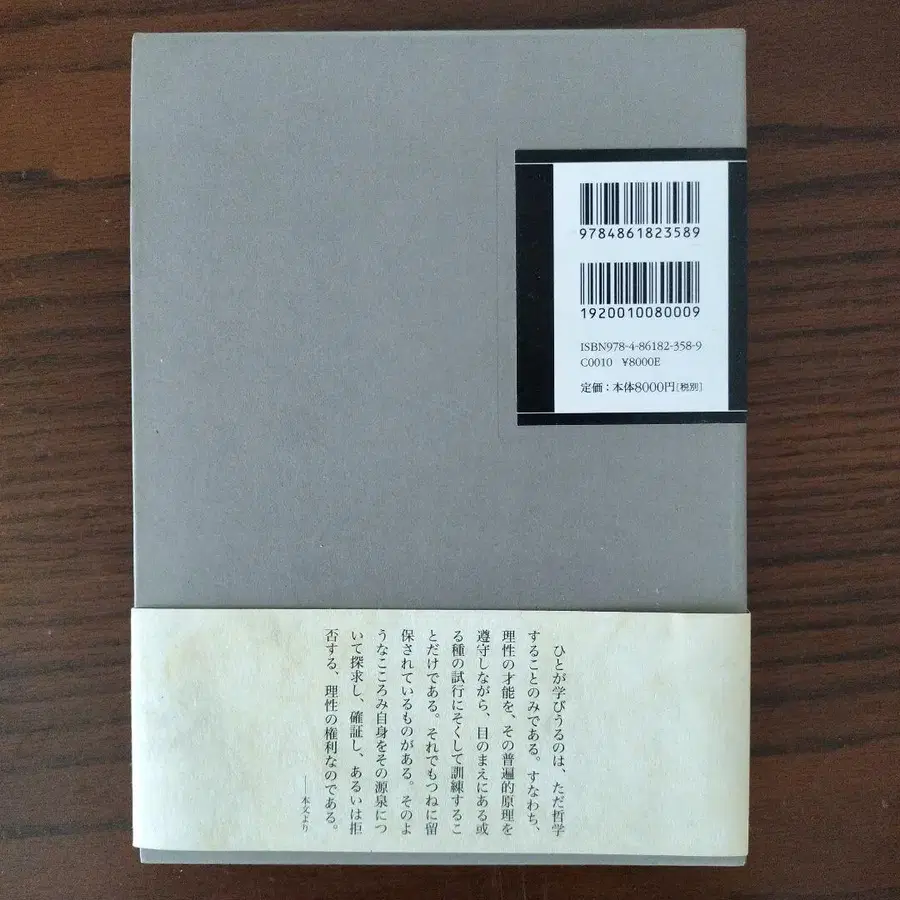 9784861823589
1920010080009
ISBN978-4-86182-358-9
C0010 ¥8000E
定価：本体8000円[税別]
ひとが学びうるのは、ただ哲学
することのみである。すなわち、
理性の才能を、その普遍的原理を
遵守しながら、目のまえにある或
る種の試行にそくして訓練するこ
とだけである。それでもつねに留
保されているものがある。そのよ
うなこころみ自身をその源泉につ
いて探求し、確証し、あるいは拒
否する、理性の権利なのである。
——本文より